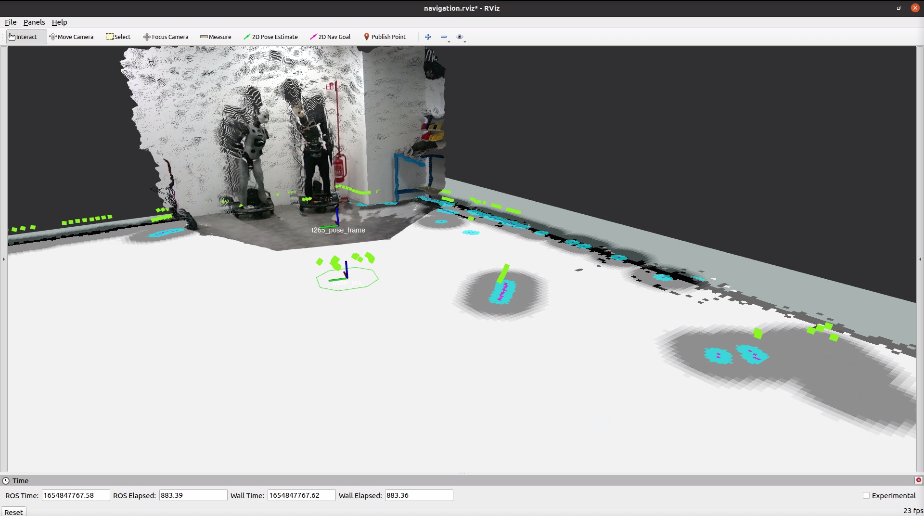 navigation.rviz* - RViz
File Panels Help
Interact Move Camera Select Focus Camera Measure 2D Pose Estimate 2D Nav Goal Publish Point
t265_pose_frame
Time
ROS Time: 1654847767.58 ROS Elapsed: 883.39 Wall Time: 1654847767.62 Wall Elapsed: 883.36 Experimental
Reset 23 fps